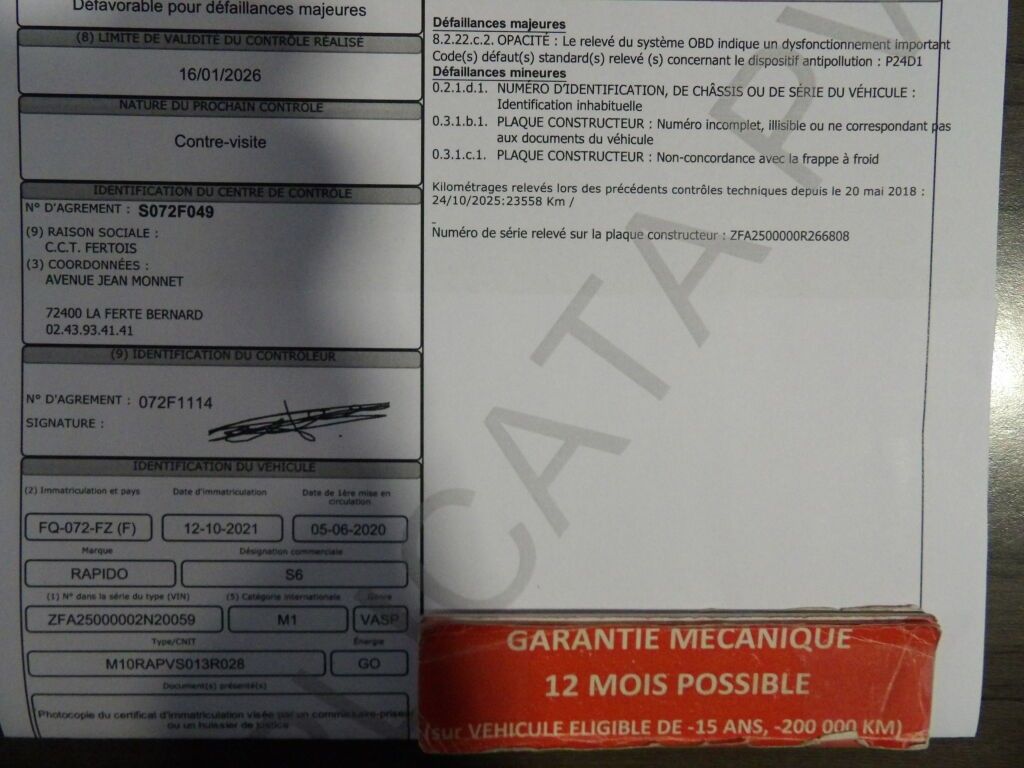 Défavorable pour défaillances majeures
(8) LIMITE DE VALIDITÉ DU CONTRÔLE RÉALISÉ
16/01/2026
NATURE DU PROCHAIN CONTRÔLE
Contre-visite
IDENTIFICATION DU CENTRE DE CONTRÔLE
N° D'AGRÉMENT : S072F049
(9) RAISON SOCIALE :
C.C.T. FERTOIS
(3) COORDONNÉES :
AVENUE JEAN MONNET
72400 LA FERTE BERNARD
02.43.93.41.41
(9) IDENTIFICATION DU CONTRÔLEUR
N° D'AGRÉMENT : 072F1114
SIGNATURE :
IDENTIFICATION DU VÉHICULE
(2) Immatriculation et pays Date d'immatriculation Date de 1ère mise en
circulation
FQ-072-FZ (F) 12-10-2021 05-06-2020
Marque Désignation commerciale
RAPIDO S6
(1) N° dans la série du type (VIN) (5) Catégorie internationale Genre
ZFA25000002N20059 M1 VASP
Type/CNIT Énergie
M10RAPVS013R028 GO
Document(s) présenté(s)
Photocopie du certificat d'immatriculation visée par un commissaire-priseur
ou un huissier de justice
Défaillances majeures
8.2.22.c.2. OPACITÉ : Le relevé du système OBD indique un dysfonctionnement important
Code(s) défaut(s) standard(s) relevé (s) concernant le dispositif antipollution : P24D1
Défaillances mineures
0.2.1.d.1. NUMÉRO D'IDENTIFICATION, DE CHÂSSIS OU DE SÉRIE DU VÉHICULE :
Identification inhabituelle
0.3.1.b.1. PLAQUE CONSTRUCTEUR : Numéro incomplet, illisible ou ne correspondant pas
aux documents du véhicule
0.3.1.c.1. PLAQUE CONSTRUCTEUR : Non-concordance avec la frappe à froid
Kilométrages relevés lors des précédents contrôles techniques depuis le 20 mai 2018 :
24/10/2025:23558 Km /
Numéro de série relevé sur la plaque constructeur : ZFA2500000R266808
GARANTIE MECANIQUE
12 MOIS POSSIBLE
(sur VEHICULE ELIGIBLE DE -15 ANS, -200 000 KM)